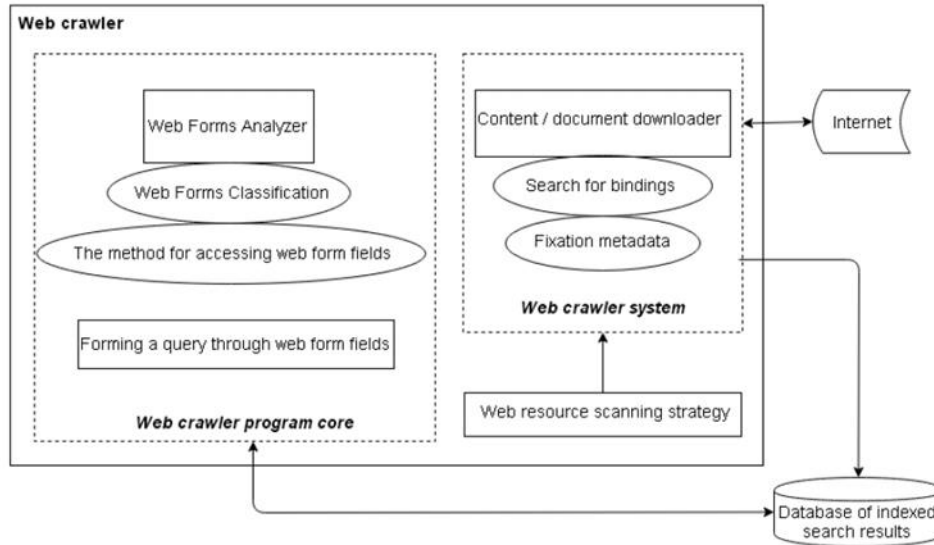 Web crawler
Web Forms Analyzer
Web Forms Classification
The method for accessing web form fields
Forming a query through web form fields
Web crawler program core
Content / document downloader
Search for bindings
Fixation metadata
Web crawler system
Web resource scanning strategy
Internet
Database of indexed
search results